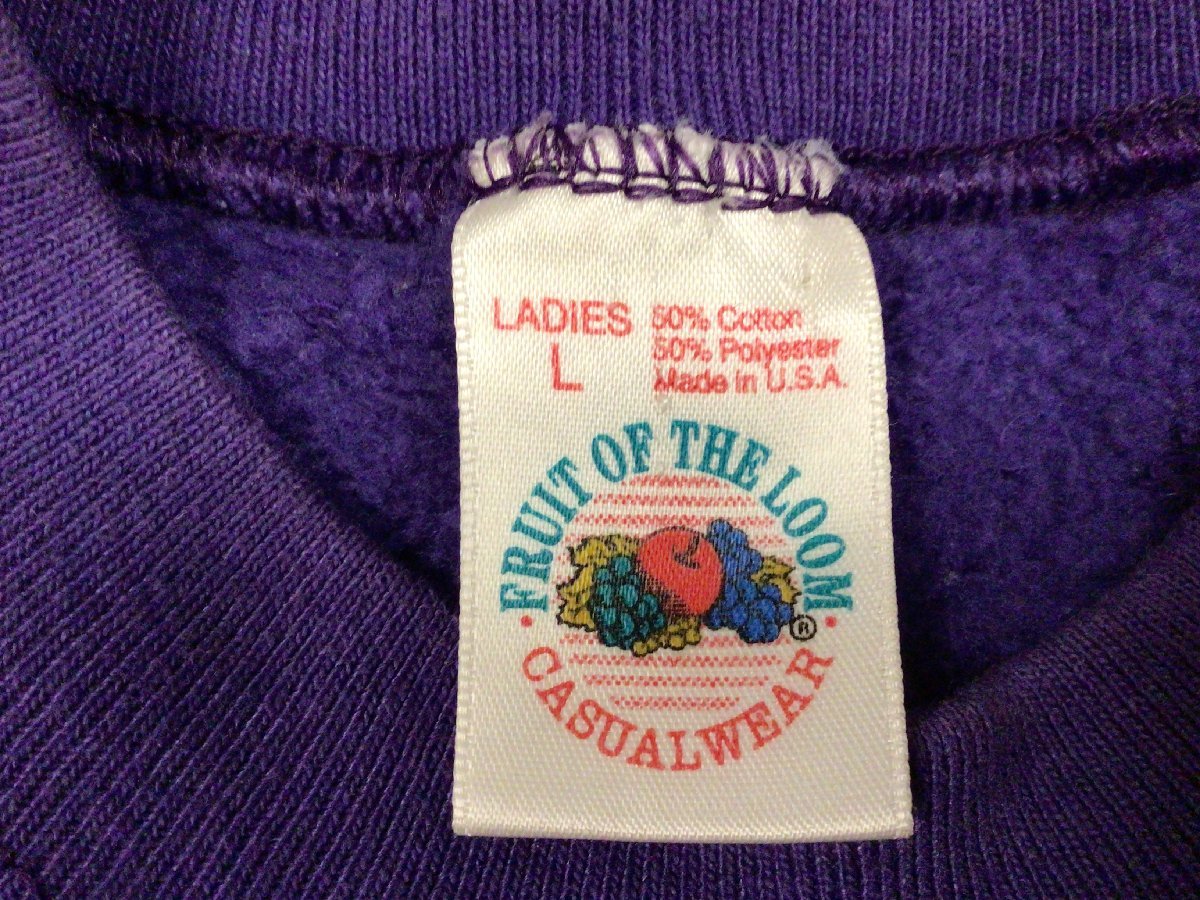 LADIES
L
50% Cotton
50% Polyester
Made in U.S.A.
FRUIT OF THE LOOM
®
CASUALWEAR